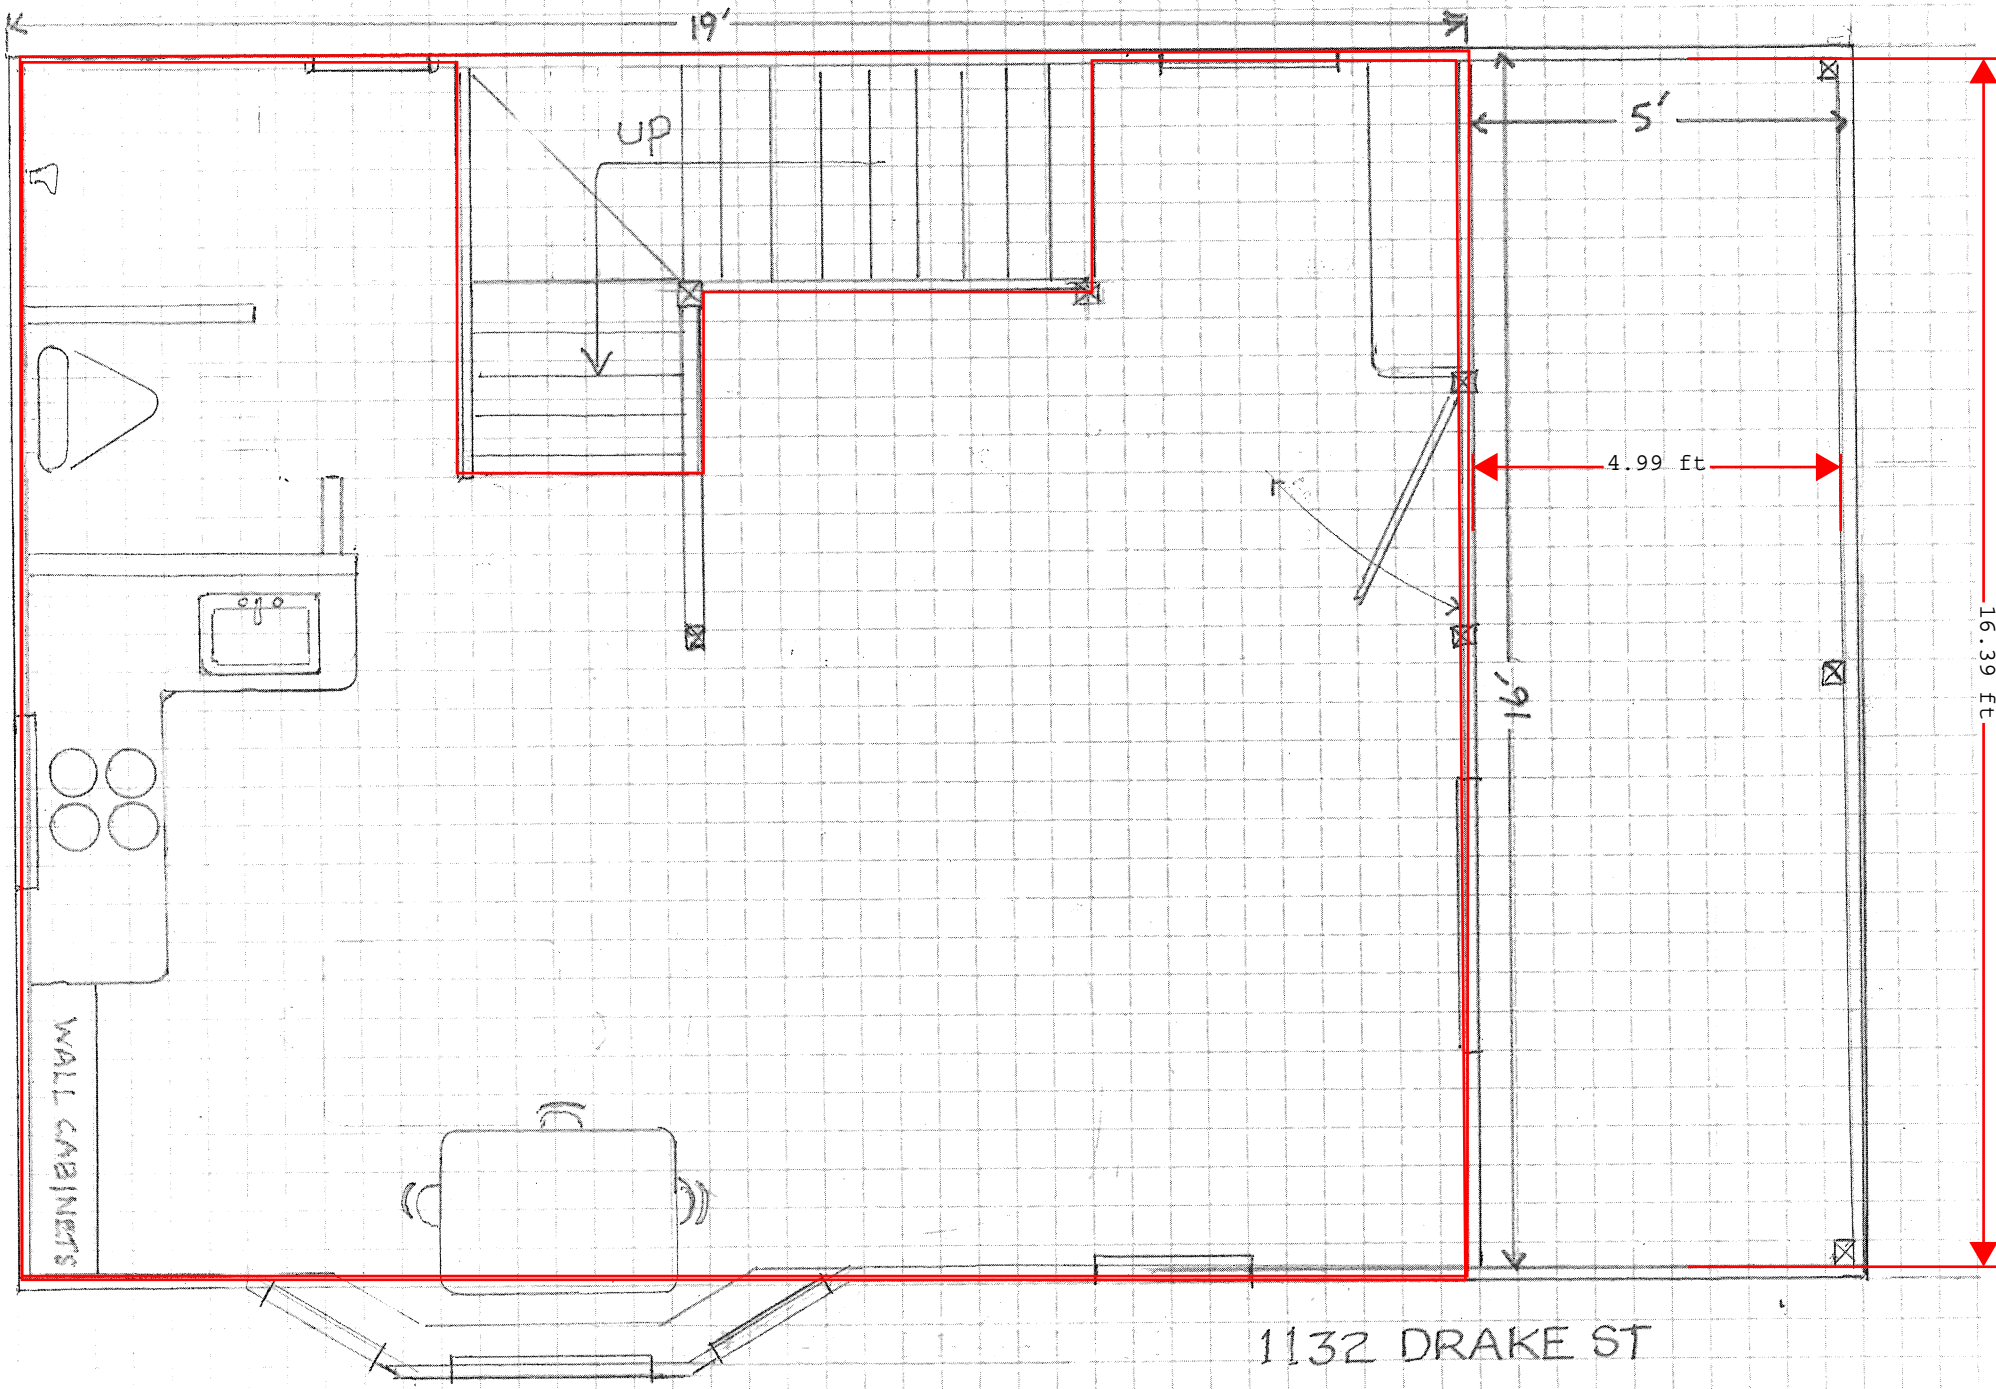 19'
UP
5'
4.99 ft
16.39 ft
16'
WALL CABINETS
1132 DRAKE ST